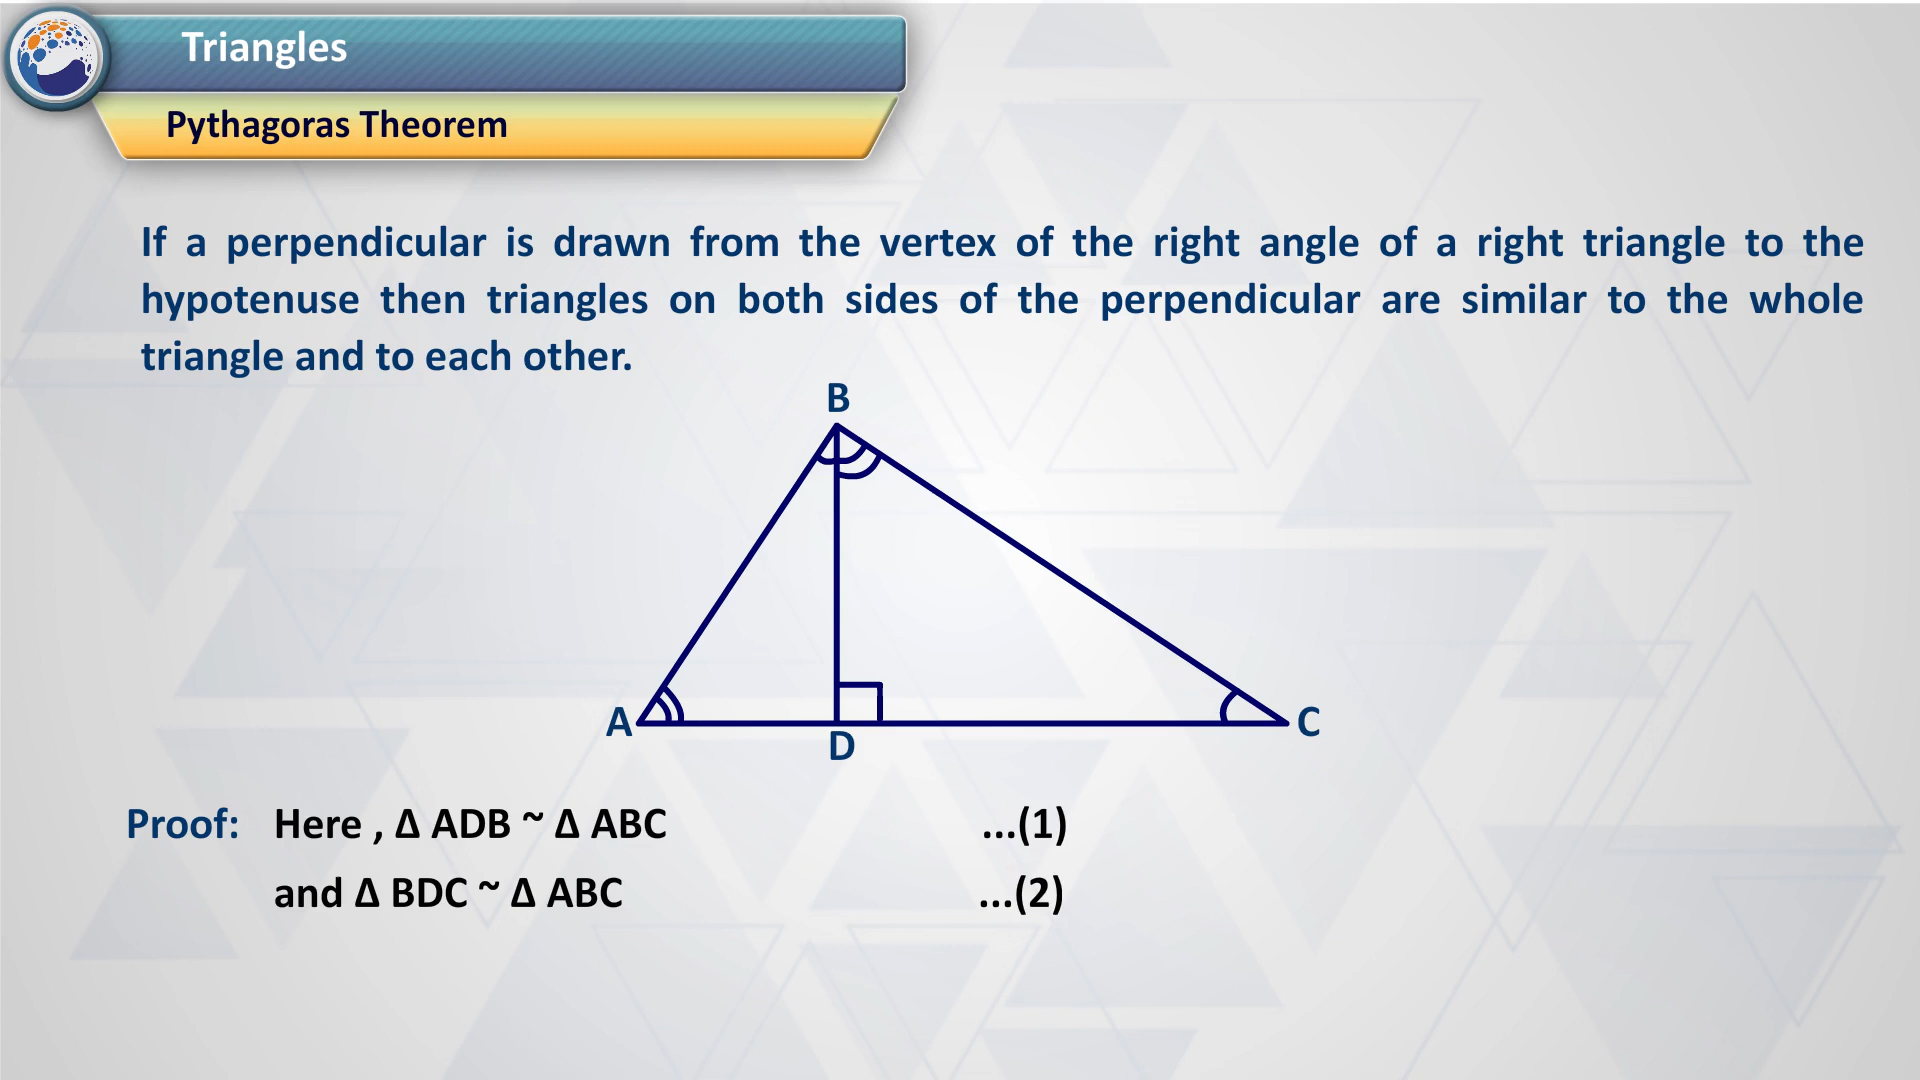 Triangles
Pythagoras Theorem
If a perpendicular is drawn from the vertex of the right angle of a right triangle to the
hypotenuse then triangles on both sides of the perpendicular are similar to the whole
triangle and to each other.
B
A
D
C
Proof: Here , Δ ADB ~ Δ ABC ...(1)
and Δ BDC ~ Δ ABC ...(2)